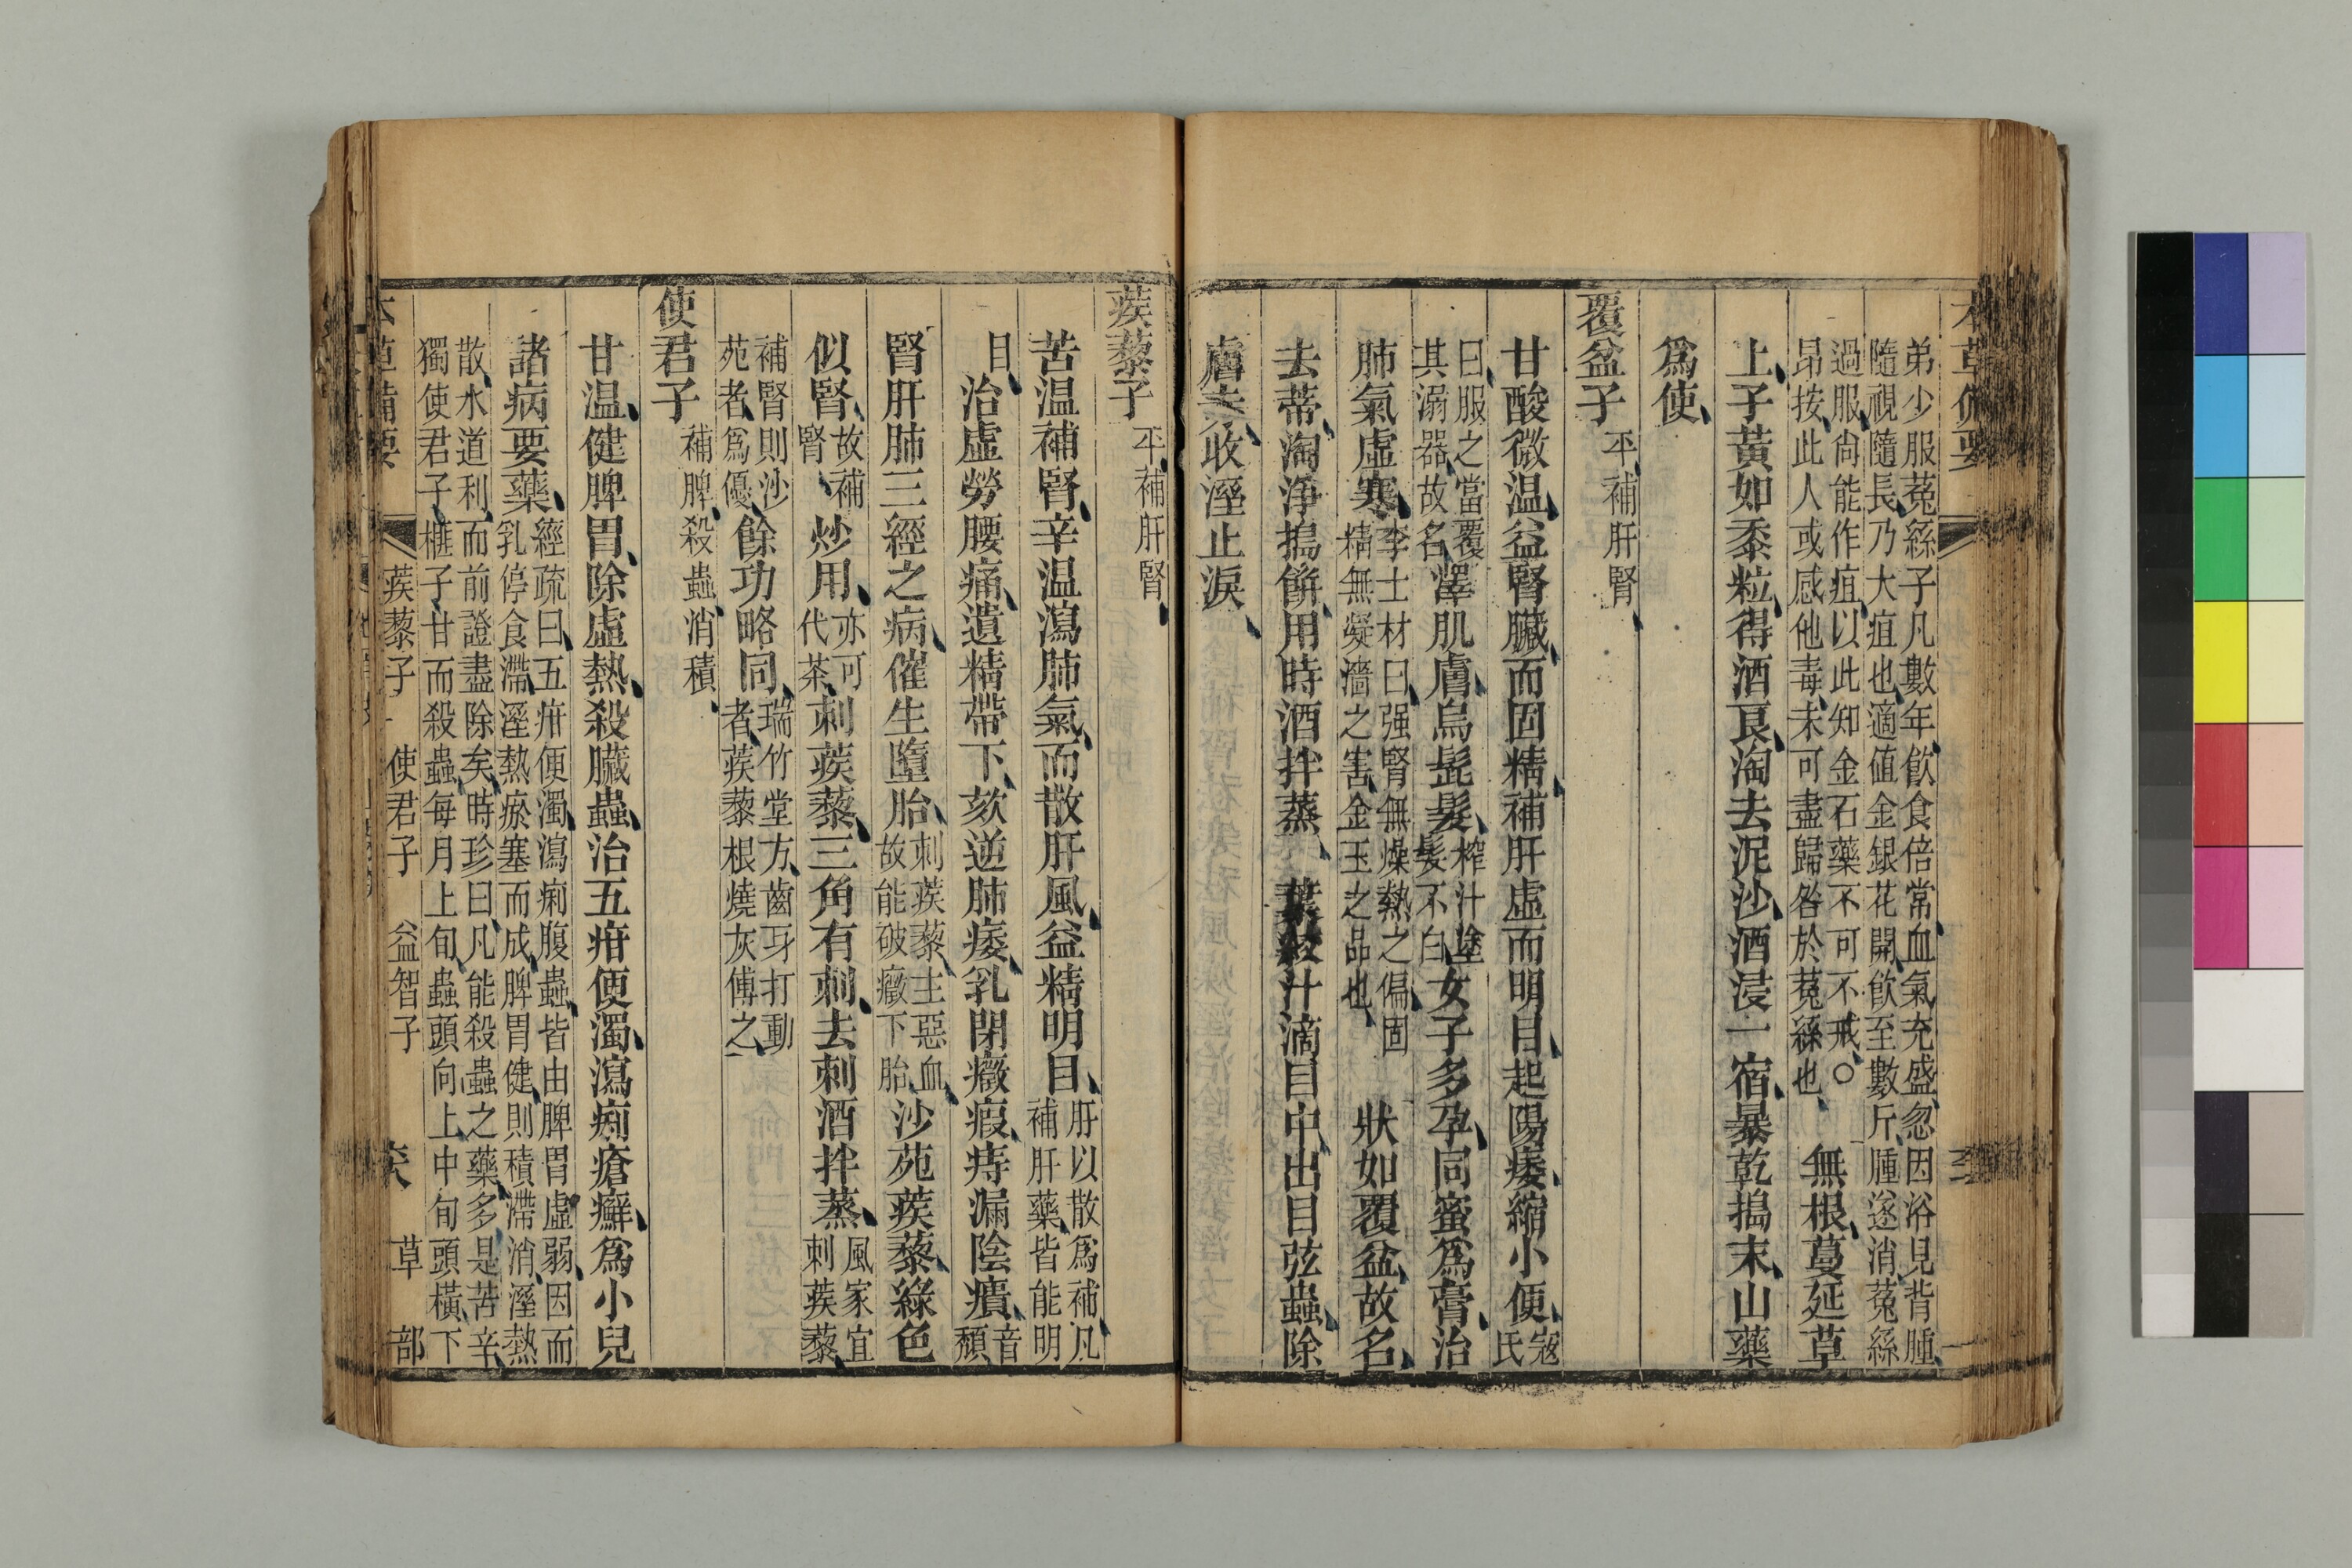 弟少服菟絲子凡數年飲食倍常血氣充盛忽因浴見背腫
隨視隨長乃大疽也適值金銀花開飲至數斤腫遂消菟絲
過服尙能作疽以此知金石藥不可不戒○
昂按此人或感他毒未可盡歸咎於菟絲也
無根蔓延草
上子黃如黍粒得酒良淘去泥沙酒浸一宿暴乾搗末山藥
爲使
覆盆子
平補肝腎
甘酸微温益腎臟而固精補肝虛而明目起陽痿縮小便
寇
氏
曰服之當覆
其溺器故名
澤肌膚烏髭髮
榨汁塗
髮不白
女子多孕同蜜爲膏治
肺氣虛寒
李士材曰强腎無燥熱之偏固
精無凝濇之害金玉之品也
狀如覆盆故名
去蒂淘淨搗餅用時酒拌蒸
葉絞汁滴目中出目弦蟲除
膚赤收溼止淚
蒺藜子
平補肝腎
苦温補腎辛温瀉肺氣而散肝風益精明目
肝以散爲補凡
補肝藥皆能明
目
治虛勞腰痛遺精帶下欬逆肺痿乳閉癥瘕痔漏陰㿉
音
頹
腎肝肺三經之病催生墮胎
刺蒺藜主惡血
故能破癥下胎
沙苑蒺藜綠色
似腎
故補
腎
炒用
亦可
代茶
刺蒺藜三角有刺去刺酒拌蒸
風家宜
刺蒺藜
補腎則沙
苑者爲優
餘功略同
瑞竹堂方齒牙打動
者蒺藜根燒灰傅之
使君子
補脾殺蟲消積
甘温健脾胃除虛熱殺臟蟲治五疳便濁瀉痢瘡癬爲小兒
諸病要藥
經疏曰五疳便濁瀉痢腹蟲皆由脾胃虛弱因而
乳停食滯溼熱瘀塞而成脾胃健則積滯消溼熱
散水道利而前證盡除矣時珍曰凡能殺蟲之藥多是苦辛
獨使君子榧子甘而殺蟲每月上旬蟲頭向上中旬頭橫下
本草備要
蒺藜子
使君子
益智子
草
部